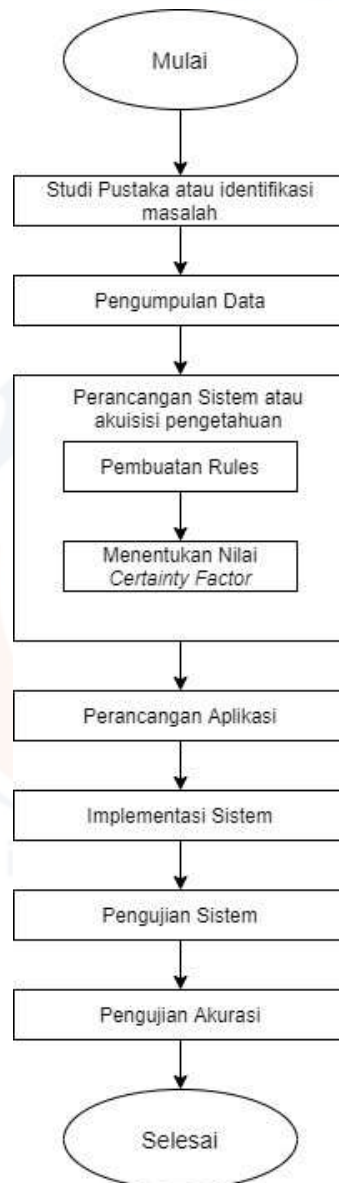 Mulai
Studi Pustaka atau identifikasi
masalah
Pengumpulan Data
Perancangan Sistem atau
akuisisi pengetahuan
Pembuatan Rules
Menentukan Nilai
Certainty Factor
Perancangan Aplikasi
Implementasi Sistem
Pengujian Sistem
Pengujian Akurasi
Selesai